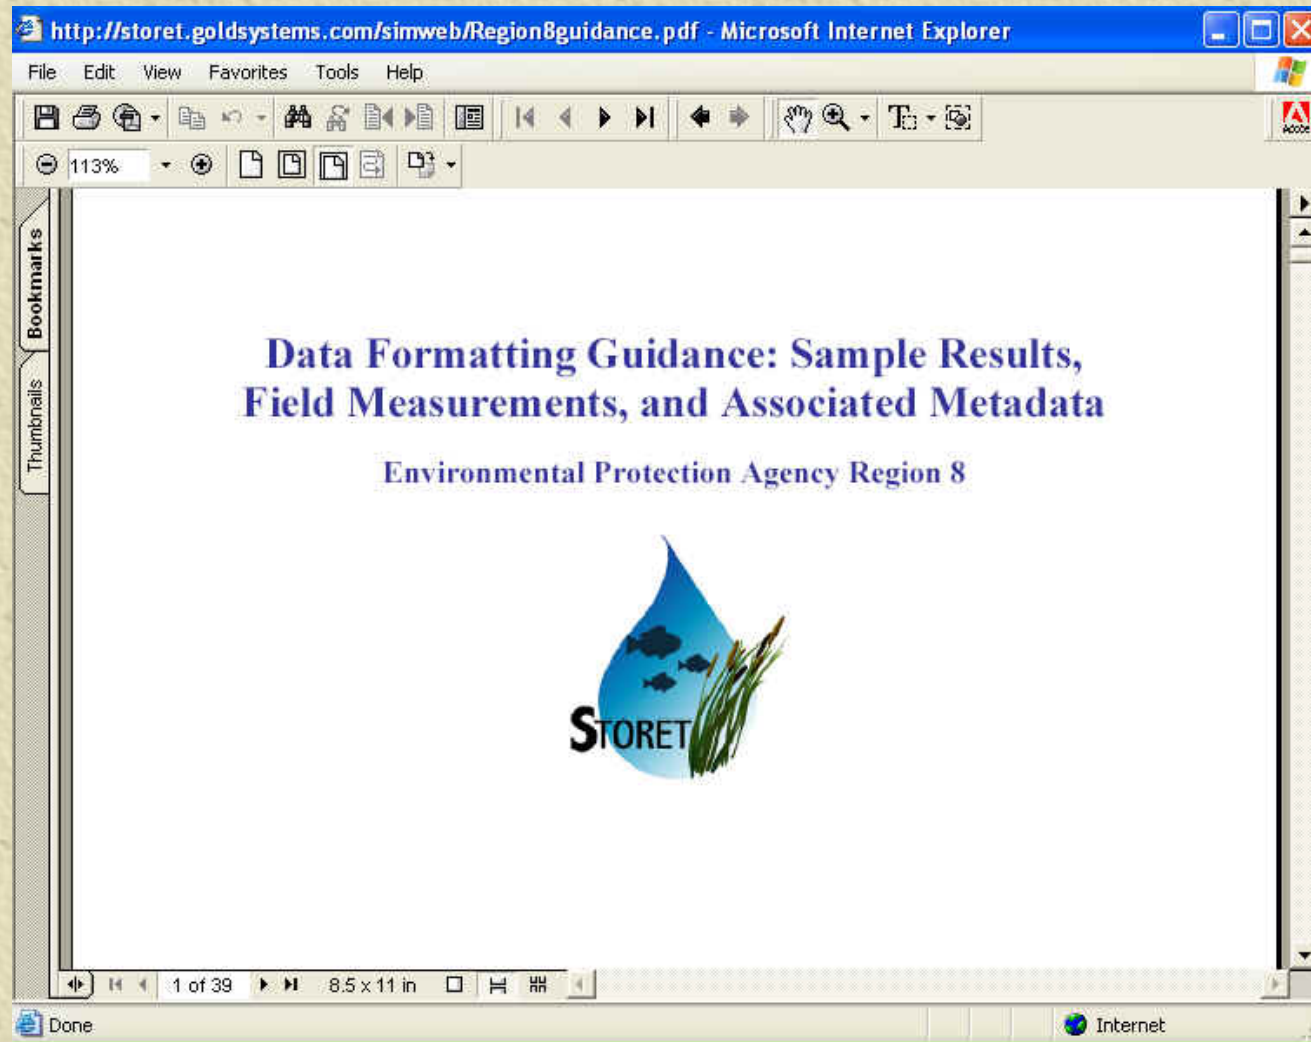 http://storet.goldsystems.com/simweb/Region8guidance.pdf - Microsoft Internet Explorer
File Edit View Favorites Tools Help
Adobe
113%
Bookmarks
Thumbnails
Data Formatting Guidance: Sample Results,
Field Measurements, and Associated Metadata
Environmental Protection Agency Region 8
STORET
1 of 39 8.5 x 11 in
Done Internet